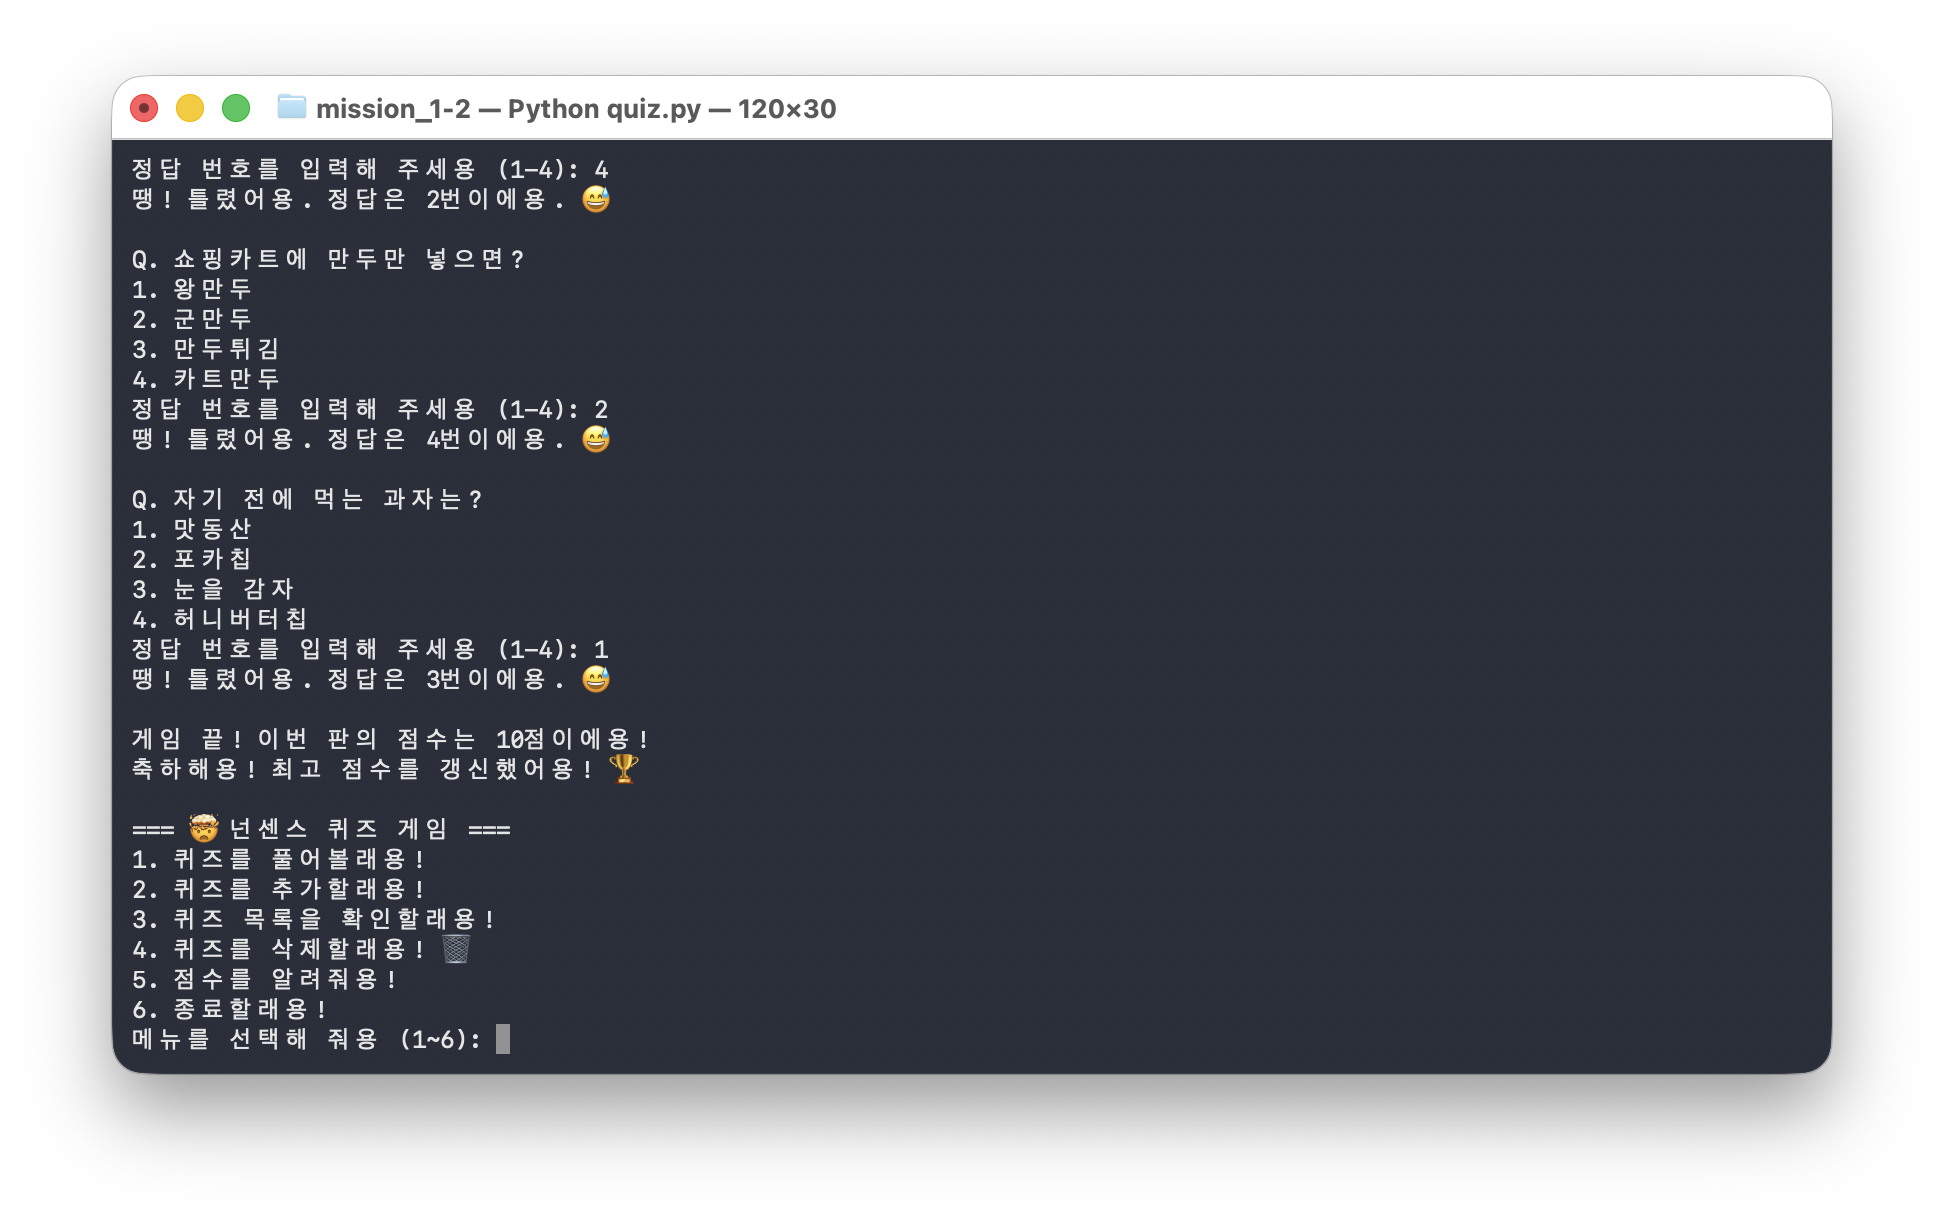 mission_1-2 — Python quiz.py — 120×30
정답 번호를 입력해 주세용 (1-4): 4
땡! 틀렸어용. 정답은 2번이에용. 😅
Q. 쇼핑카트에 만두만 넣으면?
1. 왕만두
2. 군만두
3. 만두튀김
4. 카트만두
정답 번호를 입력해 주세용 (1-4): 2
땡! 틀렸어용. 정답은 4번이에용. 😅
Q. 자기 전에 먹는 과자는?
1. 맛동산
2. 포카칩
3. 눈을 감자
4. 허니버터칩
정답 번호를 입력해 주세용 (1-4): 1
땡! 틀렸어용. 정답은 3번이에용. 😅
게임 끝! 이번 판의 점수는 10점이에용!
축하해용! 최고 점수를 갱신했어용! 🏆
=== 🤯 넌센스 퀴즈 게임 ===
1. 퀴즈를 풀어볼래용!
2. 퀴즈를 추가할래용!
3. 퀴즈 목록을 확인할래용!
4. 퀴즈를 삭제할래용! 🗑️
5. 점수를 알려줘용!
6. 종료할래용!
메뉴를 선택해 줘용 (1~6):